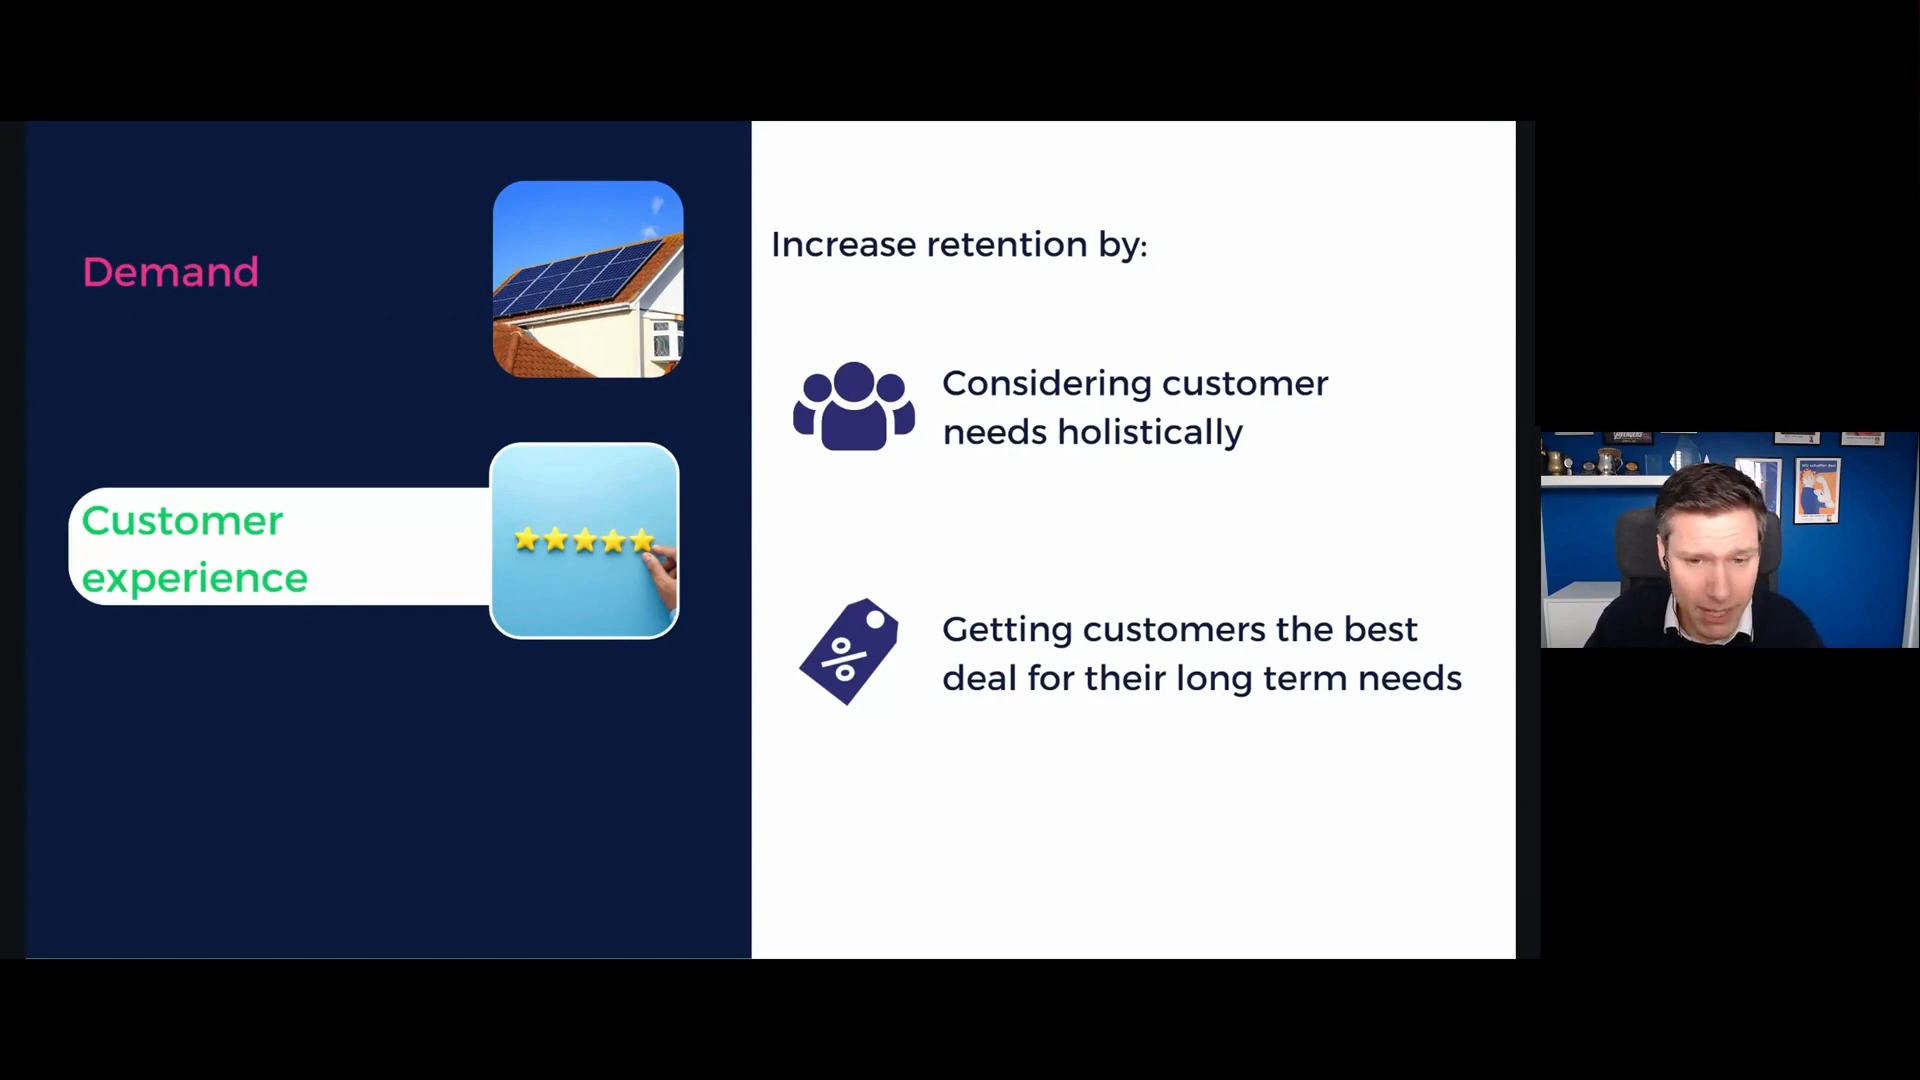 Demand
Customer
experience
Increase retention by:
Considering customer
needs holistically
%
Getting customers the best
deal for their long term needs